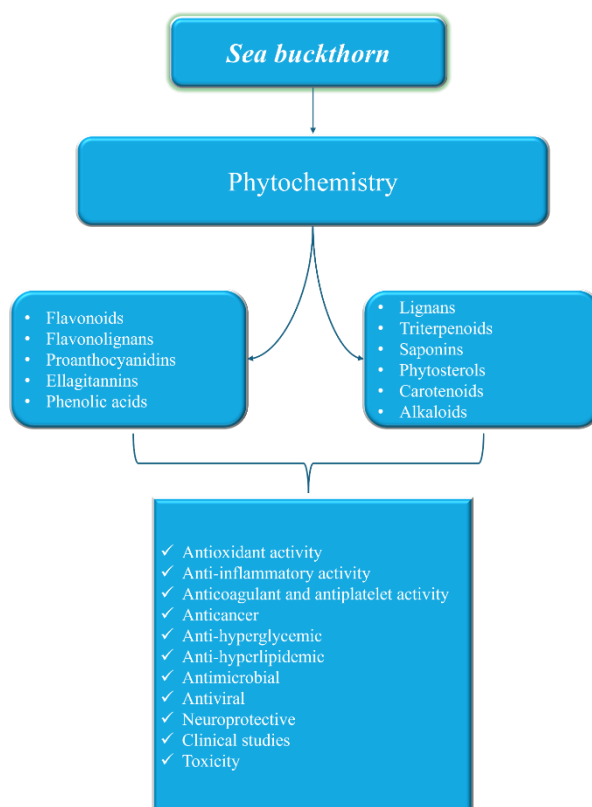 Sea buckthorn
Phytochemistry
• Flavonoids
• Flavonolignans
• Proanthocyanidins
• Ellagitannins
• Phenolic acids
• Lignans
• Triterpenoids
• Saponins
• Phytosterols
• Carotenoids
• Alkaloids
✓ Antioxidant activity
✓ Anti-inflammatory activity
✓ Anticoagulant and antiplatelet activity
✓ Anticancer
✓ Anti-hyperglycemic
✓ Anti-hyperlipidemic
✓ Antimicrobial
✓ Antiviral
✓ Neuroprotective
✓ Clinical studies
✓ Toxicity